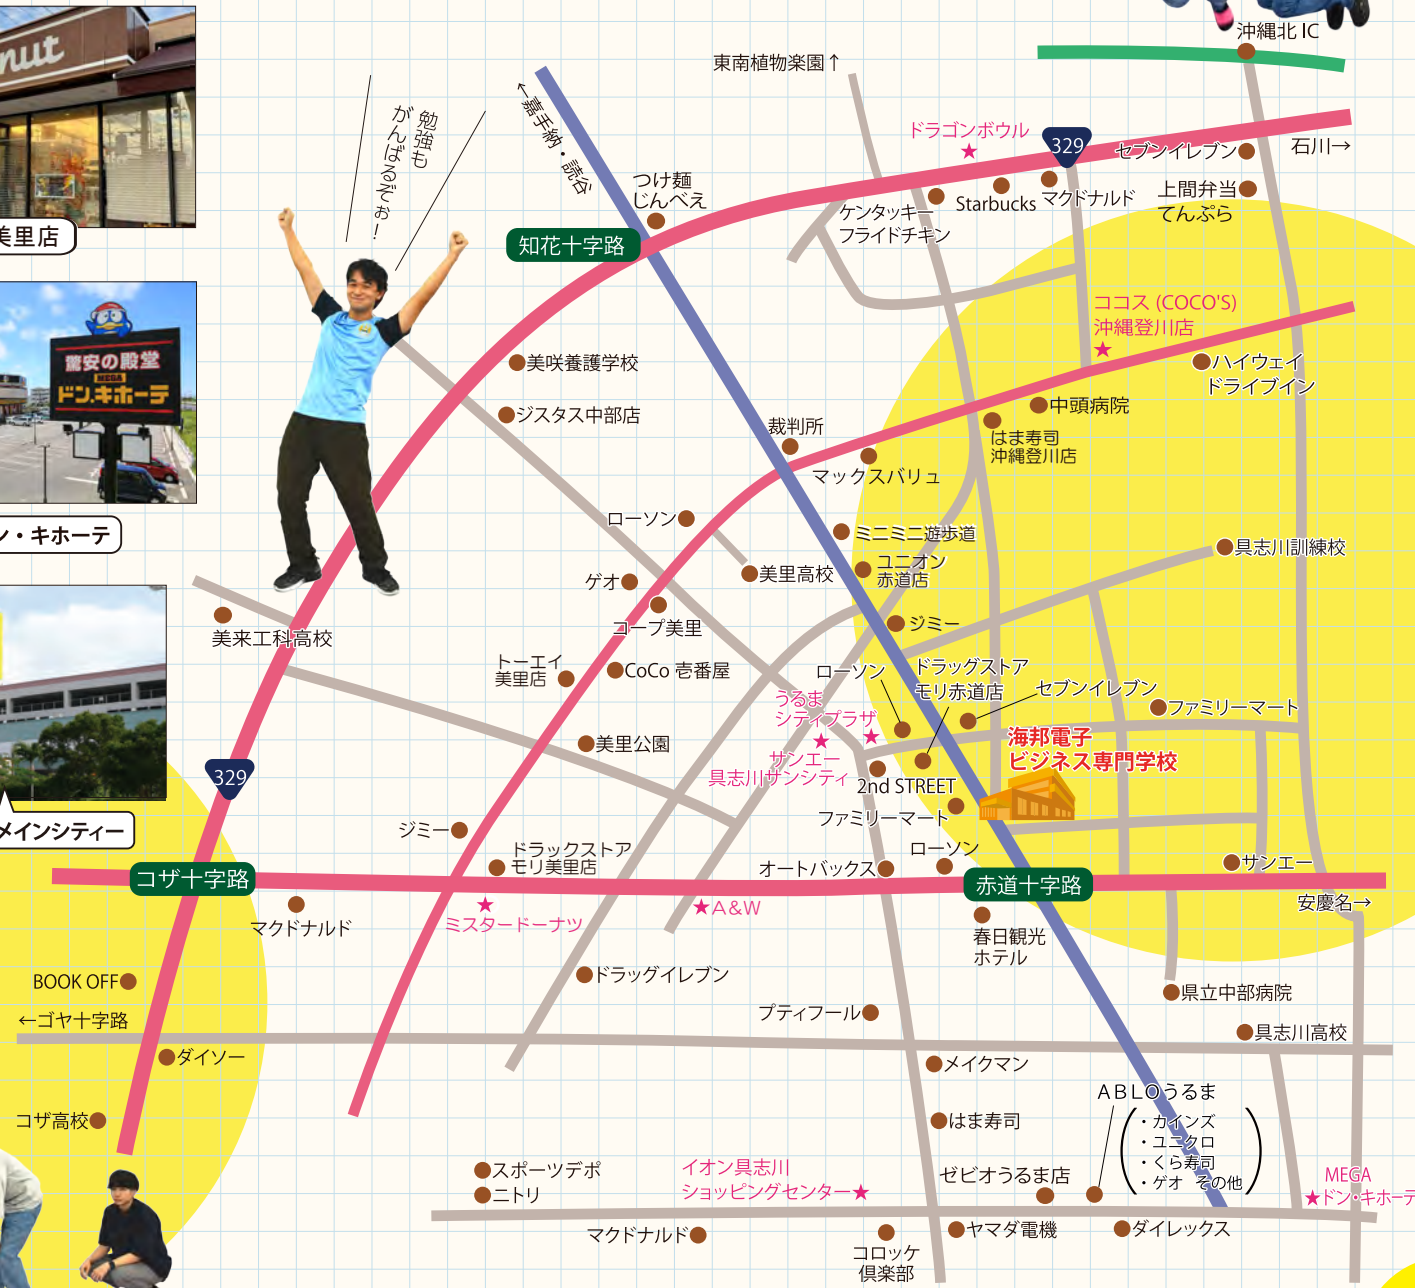 nut
美里店
驚安の殿堂
MEGA
ドン.キホーテ
ン・キホーテ
メインシティー
勉強も
がんばるぞぉー!
←嘉手納・読谷
東南植物楽園↑
沖縄北 IC
ドラゴンボウル
329
セブンイレブン
石川→
上間弁当
てんぷら
つけ麺
じんべえ
ケンタッキー
フライドチキン
Starbucks
マクドナルド
知花十字路
ココス (COCO'S)
沖縄登川店
ハイウェイ
ドライブイン
美咲養護学校
ジスタス中部店
中頭病院
はま寿司
沖縄登川店
裁判所
マックスバリュ
ローソン
ミニミニ遊歩道
具志川訓練校
ゲオ
美里高校
ユニオン
赤道店
コープ美里
ジミー
美来工科高校
トーエイ
美里店
CoCo 壱番屋
ローソン
ドラッグストア
モリ赤道店
セブンイレブン
ファミリーマート
うるま
シティプラザ
美里公園
サンエー
具志川サンシティ
海邦電子
ビジネス専門学校
329
2nd STREET
ファミリーマート
ジミー
ドラックストア
モリ美里店
オートバックス
ローソン
サンエー
コザ十字路
赤道十字路
安慶名→
マクドナルド
ミスタードーナツ
A&W
春日観光
ホテル
BOOK OFF
ドラッグイレブン
県立中部病院
←ゴヤ十字路
プティフール
具志川高校
ダイソー
メイクマン
ABLOうるま
・カインズ
・ユニクロ
・くら寿司
・ゲオ その他
コザ高校
はま寿司
スポーツデポ
ニトリ
イオン具志川
ショッピングセンター
ゼビオうるま店
MEGA
ドン・キホーテ
マクドナルド
コロッケ
倶楽部
ヤマダ電機
ダイレックス